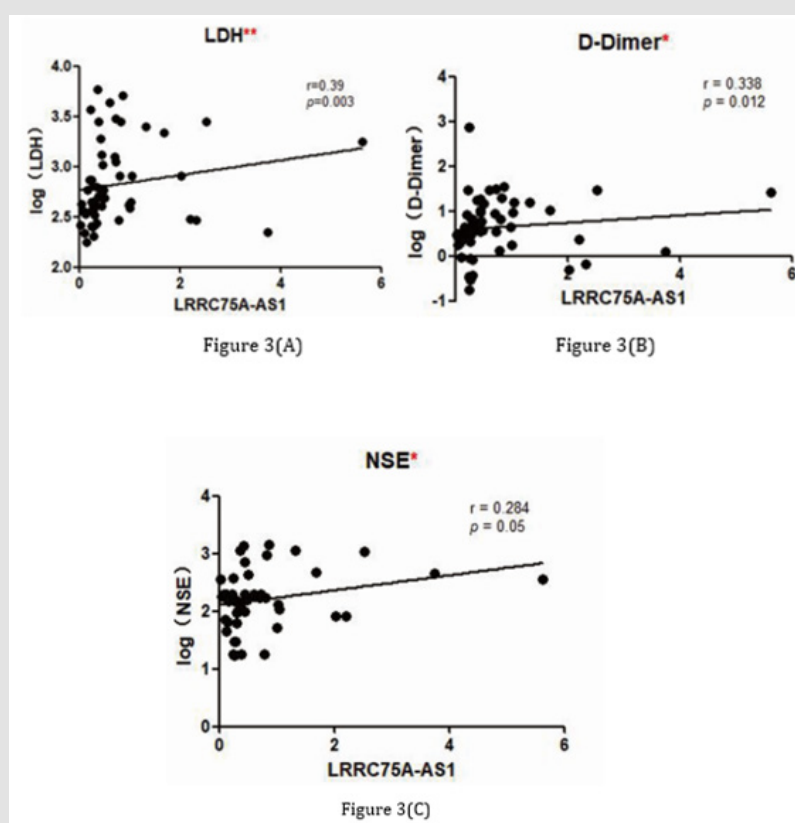 LDH**
r=0.39
p=0.003
log（LDH）
4.0
3.5
3.0
2.5
2.0
0
2
4
6
LRRC75A-AS1
Figure 3(A)
D-Dimer*
r = 0.338
p = 0.012
log（D-Dimer）
4
3
2
1
0
-1
2
4
6
LRRC75A-AS1
Figure 3(B)
NSE*
r = 0.284
p = 0.05
log（NSE）
4
3
2
1
0
0
2
4
6
LRRC75A-AS1
Figure 3(C)